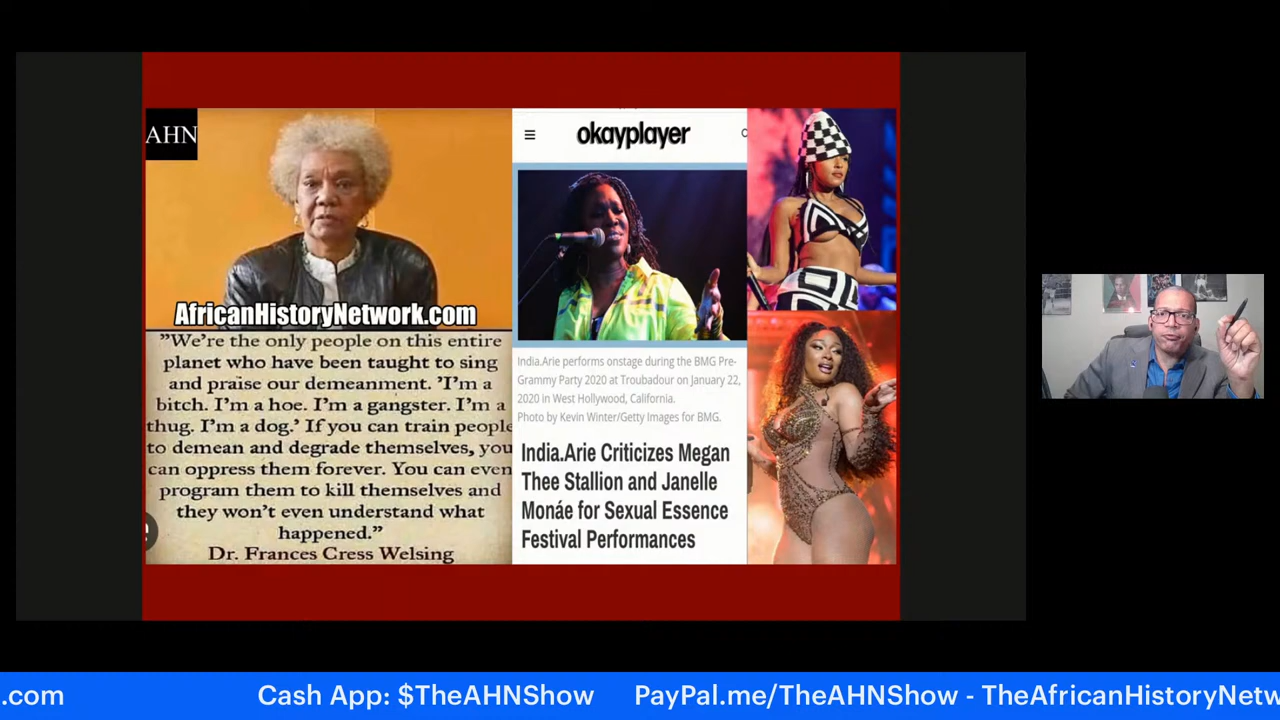 AHN
AfricanHistoryNetwork.com
"We're the only people on this entire
planet who have been taught to sing
and praise our demeanment. 'I'm a
bitch. I'm a hoe. I'm a gangster. I'm a
thug. I'm a dog.' If you can train people
to demean and degrade themselves, you
can oppress them forever. You can even
program them to kill themselves and
they won't even understand what
happened."
Dr. Frances Cress Welsing
okayplayer
India.Arie performs onstage during the BMG Pre-
Grammy Party 2020 at Troubadour on January 22,
2020 in West Hollywood, California.
Photo by Kevin Winter/Getty Images for BMG.
India.Arie Criticizes Megan
Thee Stallion and Janelle
Monáe for Sexual Essence
Festival Performances
s.com Cash App: $TheAHNShow PayPal.me/TheAHNShow - TheAfricanHistoryNetw